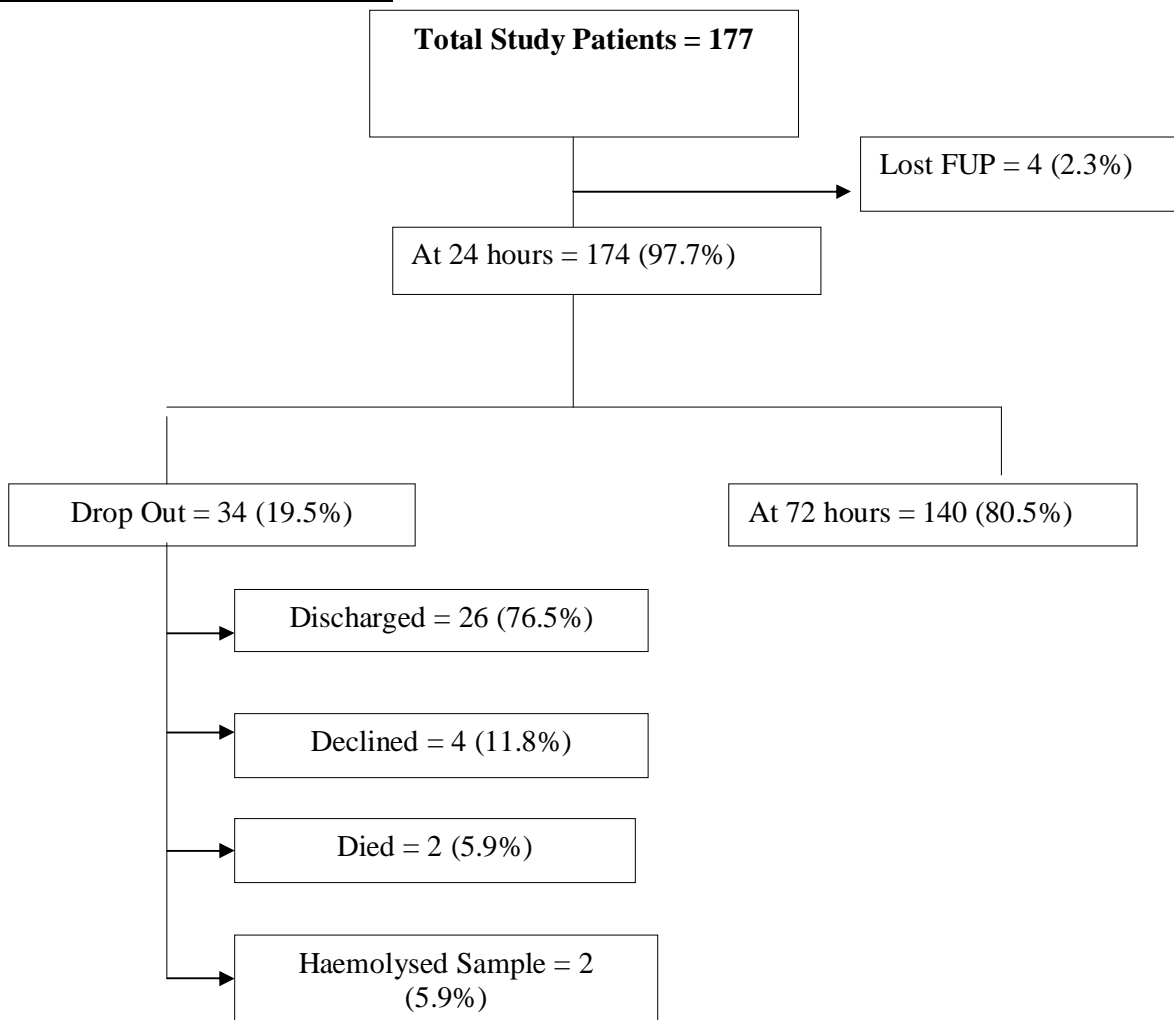 Total Study Patients = 177
Lost FUP = 4 (2.3%)
At 24 hours = 174 (97.7%)
Drop Out = 34 (19.5%)
At 72 hours = 140 (80.5%)
Discharged = 26 (76.5%)
Declined = 4 (11.8%)
Died = 2 (5.9%)
Haemolysed Sample = 2
(5.9%)